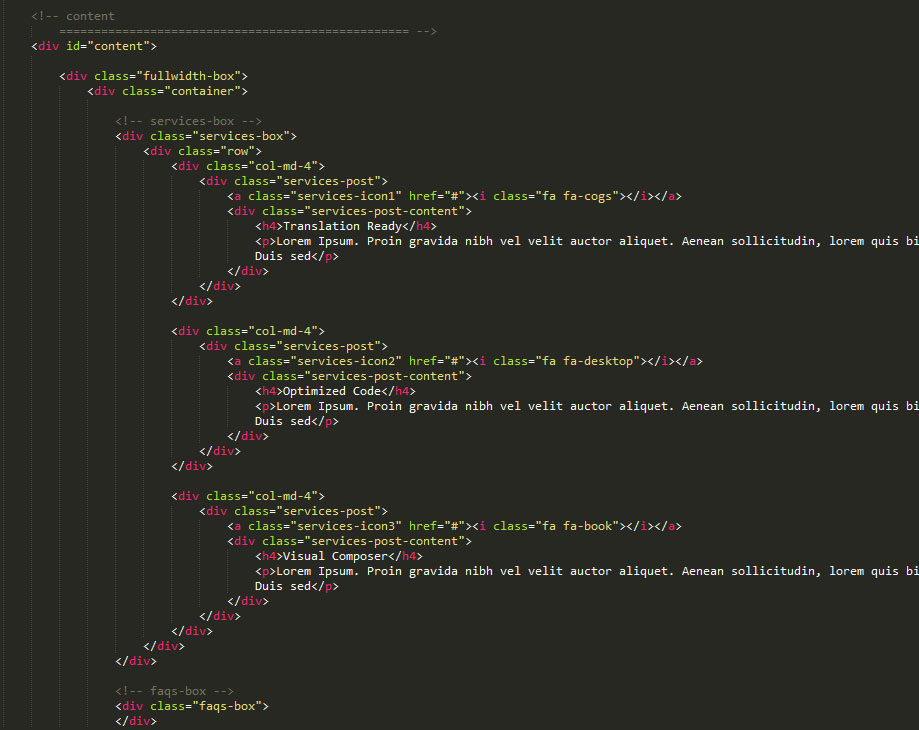 <!-- content
================================================== -->
<div id="content">
<div class="fullwidth-box">
<div class="container">
<!-- services-box -->
<div class="services-box">
<div class="row">
<div class="col-md-4">
<div class="services-post">
<a class="services-icon1" href="#"><i class="fa fa-cogs"></i></a>
<div class="services-post-content">
<h4>Translation Ready</h4>
<p>Lorem Ipsum. Proin gravida nibh vel velit auctor aliquet. Aenean sollicitudin, lorem quis bi
Duis sed</p>
</div>
</div>
</div>
<div class="col-md-4">
<div class="services-post">
<a class="services-icon2" href="#"><i class="fa fa-desktop"></i></a>
<div class="services-post-content">
<h4>Optimized Code</h4>
<p>Lorem Ipsum. Proin gravida nibh vel velit auctor aliquet. Aenean sollicitudin, lorem quis bi
Duis sed</p>
</div>
</div>
</div>
<div class="col-md-4">
<div class="services-post">
<a class="services-icon3" href="#"><i class="fa fa-book"></i></a>
<div class="services-post-content">
<h4>Visual Composer</h4>
<p>Lorem Ipsum. Proin gravida nibh vel velit auctor aliquet. Aenean sollicitudin, lorem quis bi
Duis sed</p>
</div>
</div>
</div>
</div>
</div>
<!-- faqs-box -->
<div class="faqs-box">
</div>